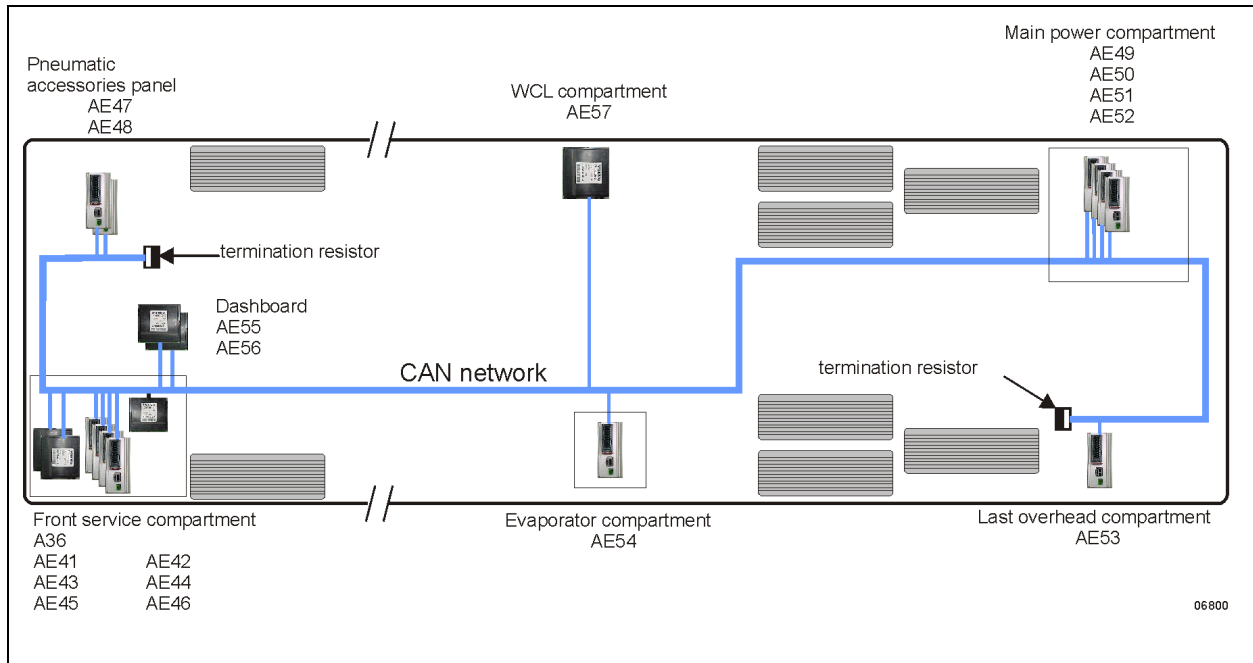 Main power compartment
AE49
AE50
AE51
AE52
Pneumatic
accessories panel
AE47
AE48
WCL compartment
AE57
termination resistor
Dashboard
AE55
AE56
CAN network
termination resistor
Front service compartment
A36
AE41 AE42
AE43 AE44
AE45 AE46
Evaporator compartment
AE54
Last overhead compartment
AE53
06800